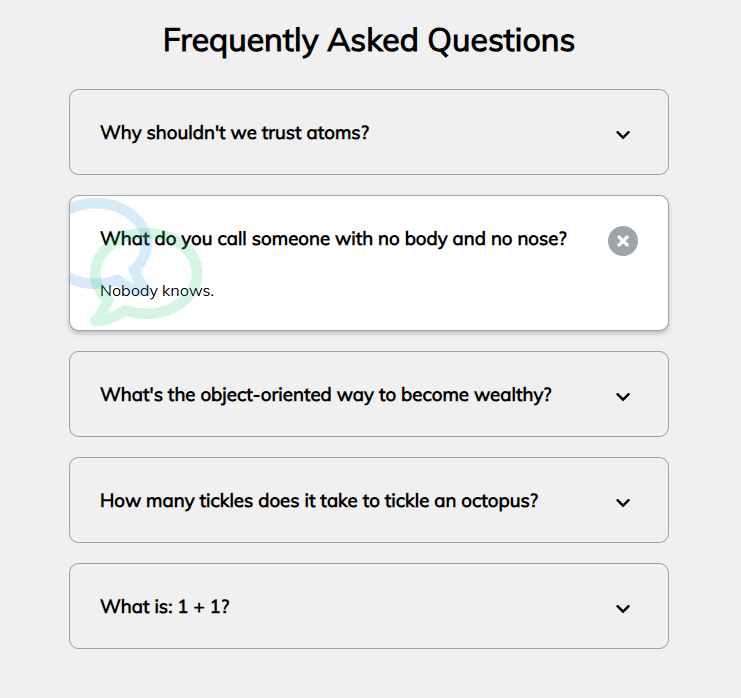 Frequently Asked Questions
Why shouldn't we trust atoms?
What do you call someone with no body and no nose?
Nobody knows.
What's the object-oriented way to become wealthy?
How many tickles does it take to tickle an octopus?
What is: 1 + 1?